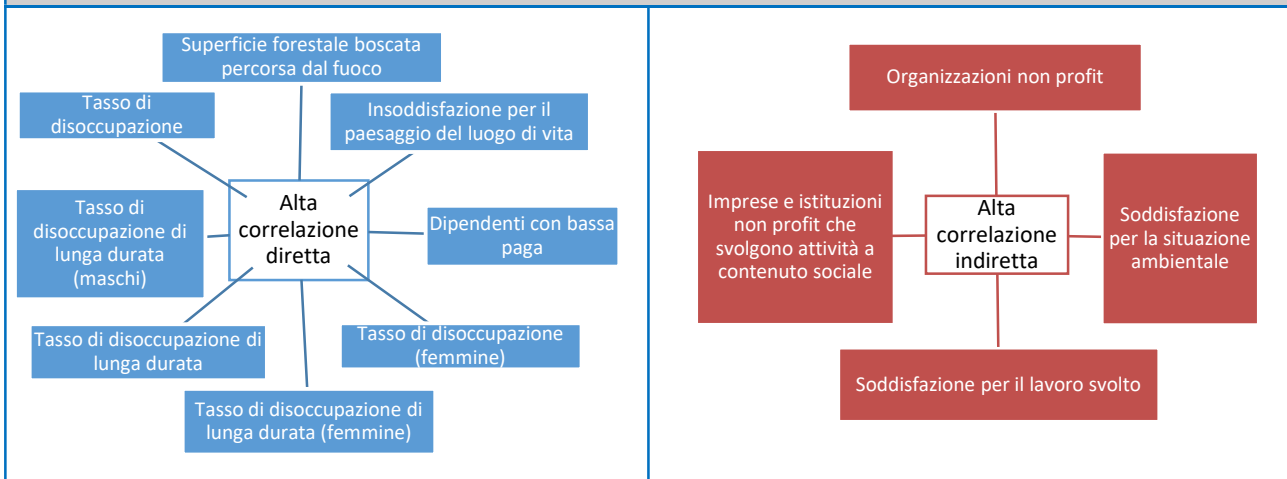 Superficie forestale boscata
percorsa dal fuoco
Tasso di
disoccupazione
Insoddisfazione per il
paesaggio del luogo di vita
Tasso di
disoccupazione di
lunga durata
(maschi)
Alta
correlazione
diretta
Dipendenti con bassa
paga
Tasso di disoccupazione di
lunga durata
Tasso di disoccupazione
(femmine)
Tasso di disoccupazione di
lunga durata (femmine)
Organizzazioni non profit
Imprese e istituzioni
non profit che
svolgono attività a
contenuto sociale
Alta
correlazione
indiretta
Soddisfazione
per la situazione
ambientale
Soddisfazione per il lavoro svolto